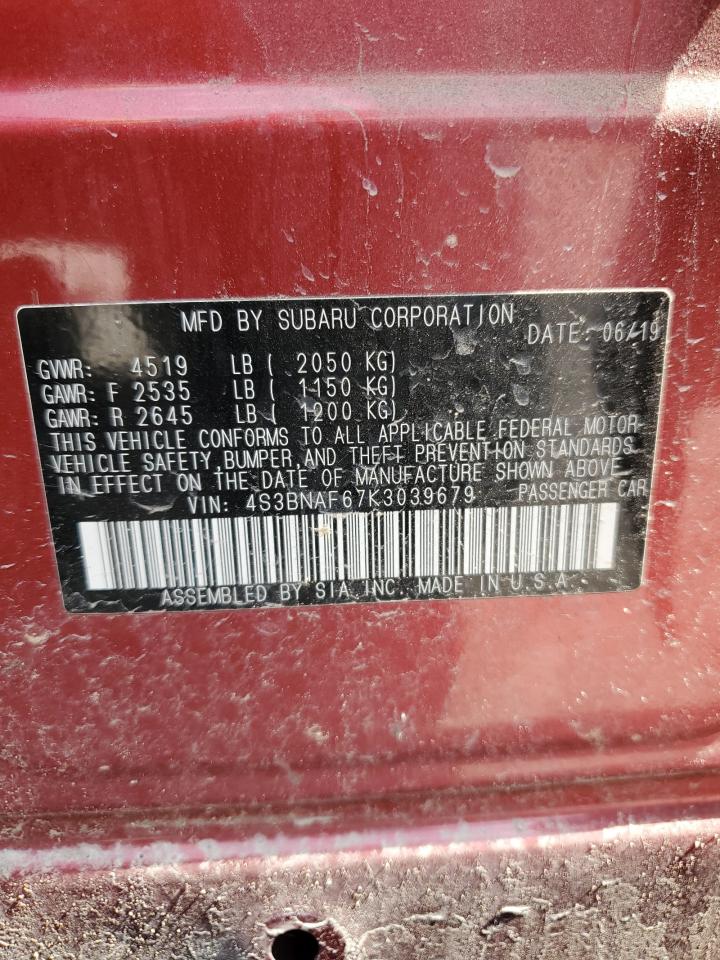 MFD BY SUBARU CORPORATION DATE: 06/19
GVWR: 4519 LB ( 2050 KG)
GAWR: F 2535 LB ( 1150 KG)
GAWR: R 2645 LB ( 1200 KG)
THIS VEHICLE CONFORMS TO ALL APPLICABLE FEDERAL MOTOR
VEHICLE SAFETY, BUMPER, AND THEFT PREVENTION STANDARDS
IN EFFECT ON THE DATE OF MANUFACTURE SHOWN ABOVE.
VIN: 4S3BNAF67K3039679 PASSENGER CAR
ASSEMBLED BY SIA, INC. MADE IN U.S.A.